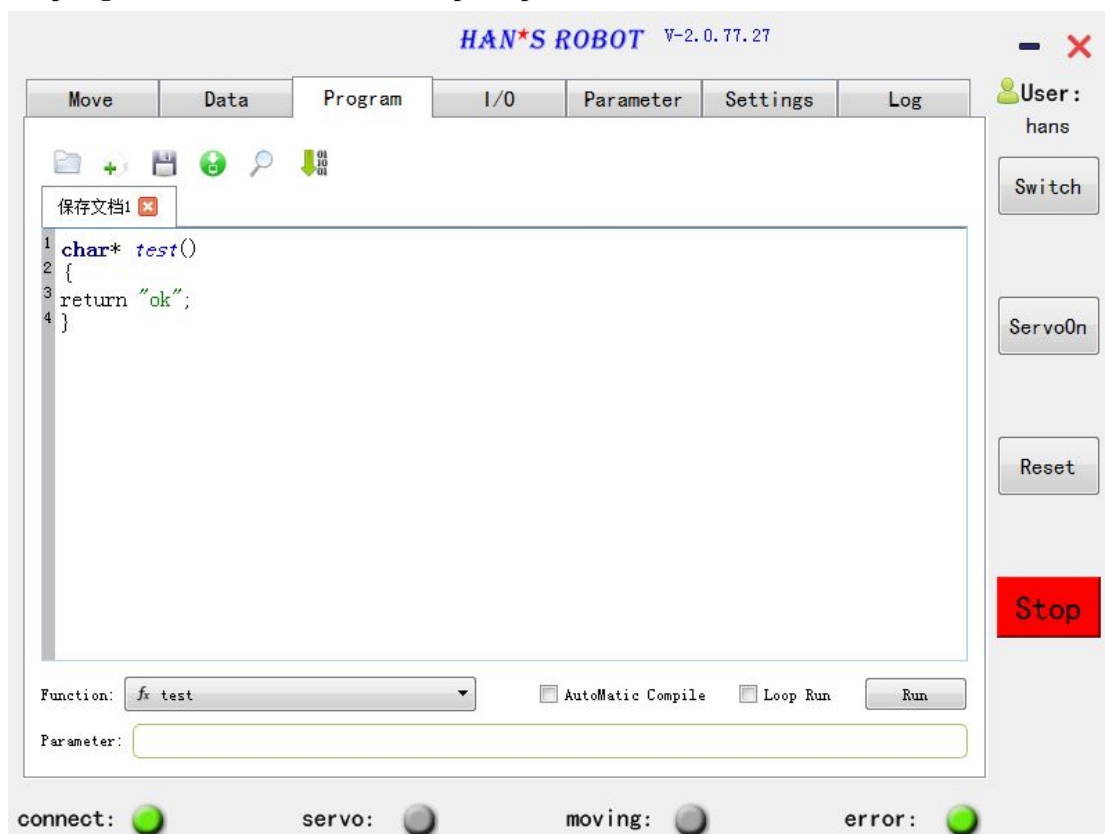 HAN★S ROBOT V-2.0.77.27
Move Data Program I/O Parameter Settings Log
User:
hans
Switch
保存文档1
1 char* test()
2 {
3 return "ok";
4 }
ServoOn
Reset
Stop
Function: fx test AutoMatic Compile Loop Run Run
Parameter:
connect: servo: moving: error: